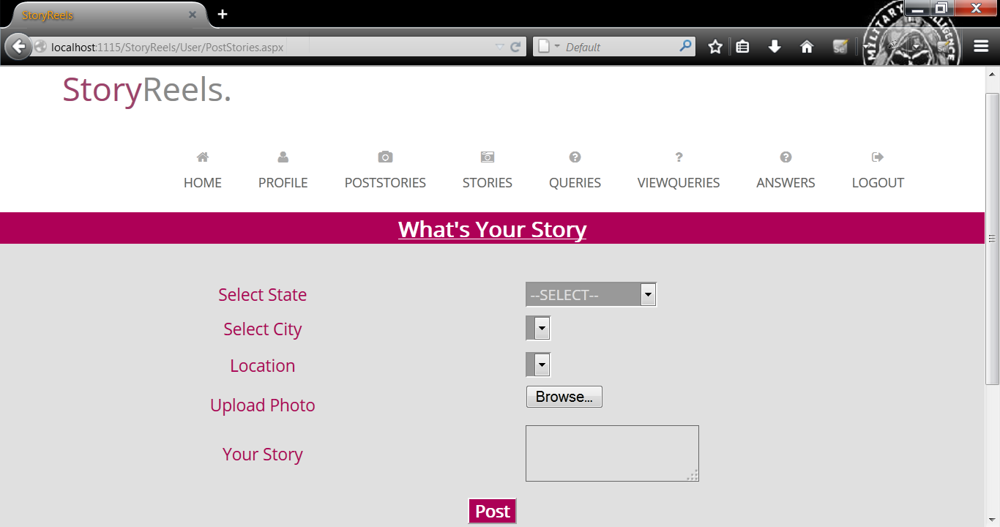 StoryReels
localhost:1115/StoryReels/User/PostStories.aspx
Default
MILITARY
StoryReels.
HOME PROFILE POSTSTORIES STORIES QUERIES VIEWQUERIES ANSWERS LOGOUT
What's Your Story
Select State --SELECT--
Select City
Location
Upload Photo Browse...
Your Story
Post